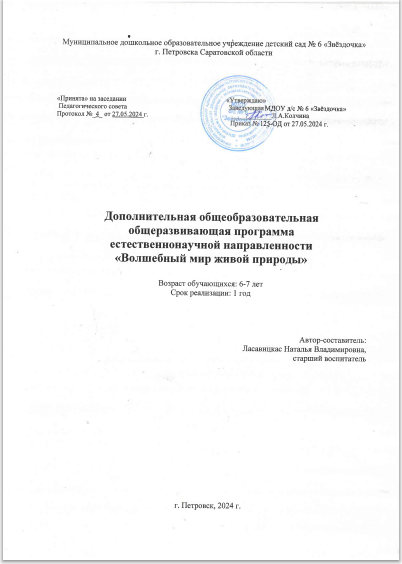 Муниципальное дошкольное образовательное учреждение детский сад № 6 «Звёздочка»
г. Петровска Саратовской области
«Принята» на заседании
Педагогического совета
Протокол № 4 от 27.05.2024 г.
«Утверждаю»
Заведующая МДОУ д/с № 6 «Звёздочка»
Л.А.Колчина
Приказ № 125-ОД от 27.05.2024 г.
Дополнительная общеобразовательная
общеразвивающая программа
естественнонаучной направленности
«Волшебный мир живой природы»
Возраст обучающихся: 6-7 лет
Срок реализации: 1 год
Автор-составитель:
Ласавицкас Наталья Владимировна,
старший воспитатель
г. Петровск, 2024 г.